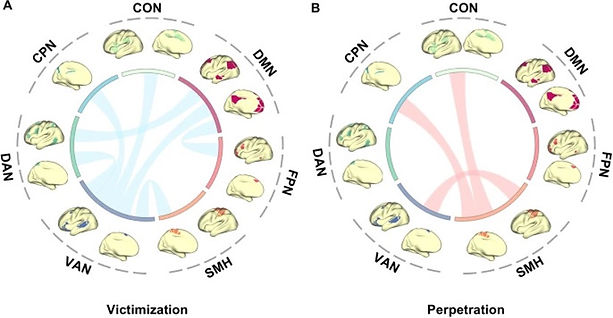 A
CON
CPN
DMN
DAN
FPN
VAN
SMH
Victimization
B
CON
CPN
DMN
DAN
FPN
VAN
SMH
Perpetration